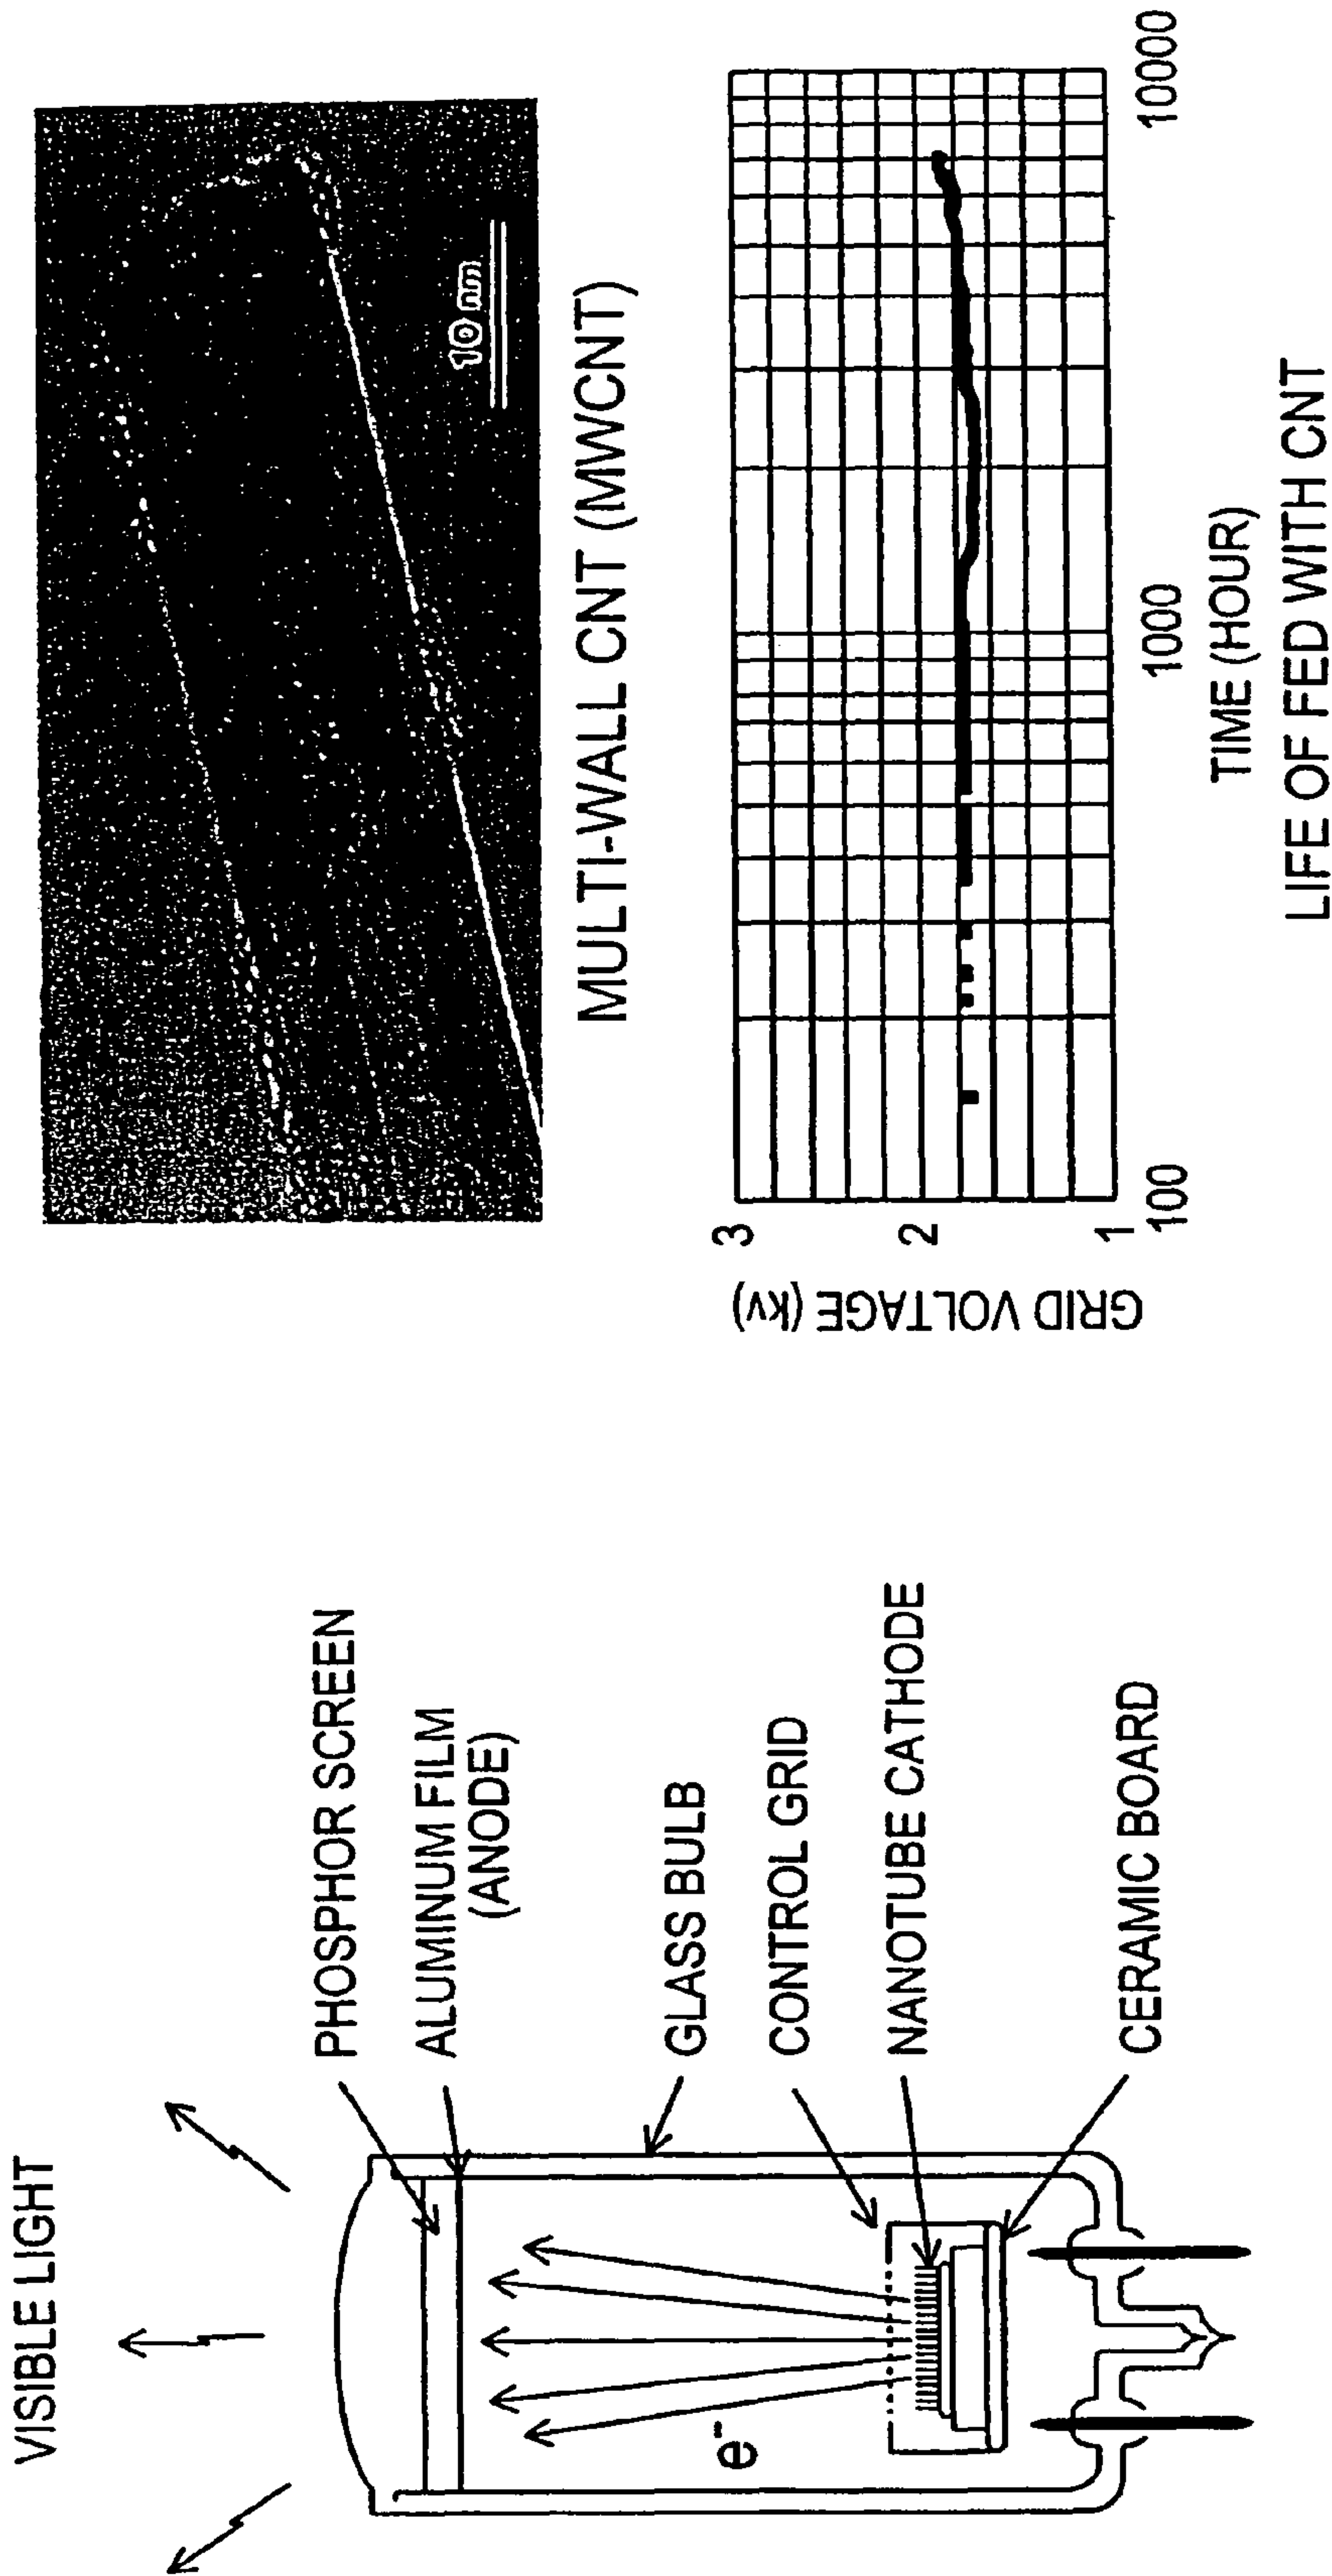 VISIBLE LIGHT
PHOSPHOR SCREEN
ALUMINUM FILM
(ANODE)
GLASS BULB
CONTROL GRID
NANOTUBE CATHODE
CERAMIC BOARD
e⁻
10 nm
MULTI-WALL CNT (MWCNT)
GRID VOLTAGE (kv)
3
2
1
100
1000
10000
TIME (HOUR)
LIFE OF FED WITH CNT